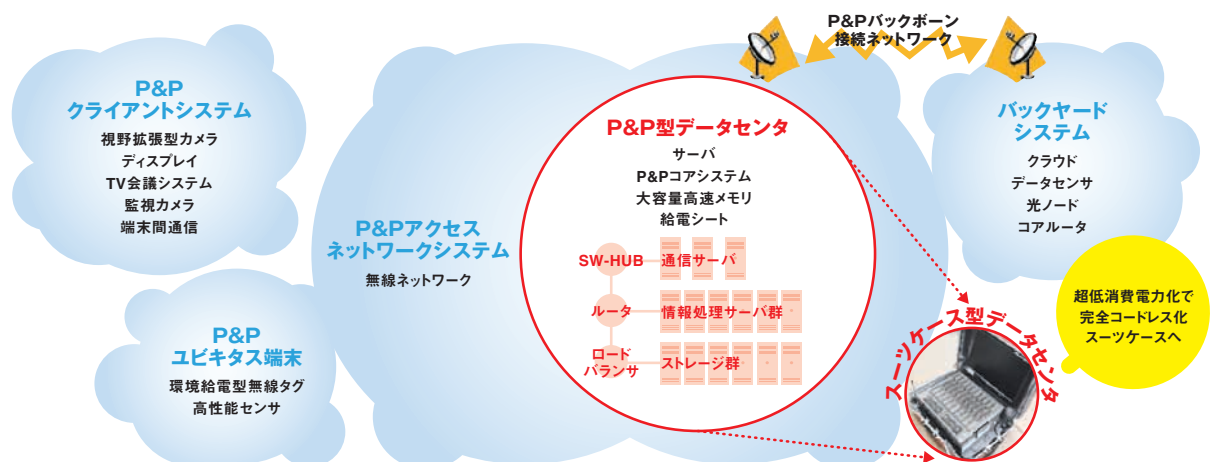 P&P
クライアントシステム
視野拡張型カメラ
ディスプレイ
TV会議システム
監視カメラ
端末間通信
P&P
ユビキタス端末
環境給電型無線タグ
高性能センサ
P&Pアクセス
ネットワークシステム
無線ネットワーク
P&P型データセンタ
サーバ
P&Pコアシステム
大容量高速メモリ
給電シート
SW-HUB
通信サーバ
ルータ
情報処理サーバ群
ロード
バランサ
ストレージ群
P&Pバックボーン
接続ネットワーク
バックヤード
システム
クラウド
データセンサ
光ノード
コアルータ
超低消費電力化で
完全コードレス化
スーツケースへ
スーツケース型データセンタ